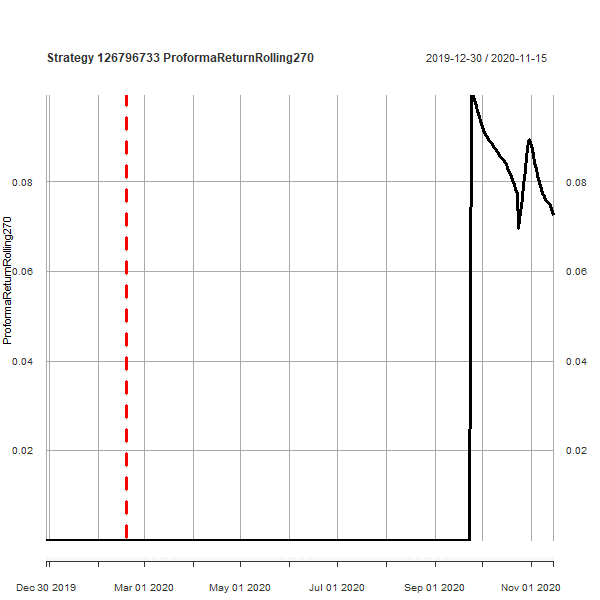 Strategy 126796733 ProformaReturnRolling270
2019-12-30 / 2020-11-15
ProformaReturnRolling270
0.08
0.06
0.04
0.02
0.08
0.06
0.04
0.02
Dec 30 2019
Mar 01 2020
May 01 2020
Jul 01 2020
Sep 01 2020
Nov 01 2020